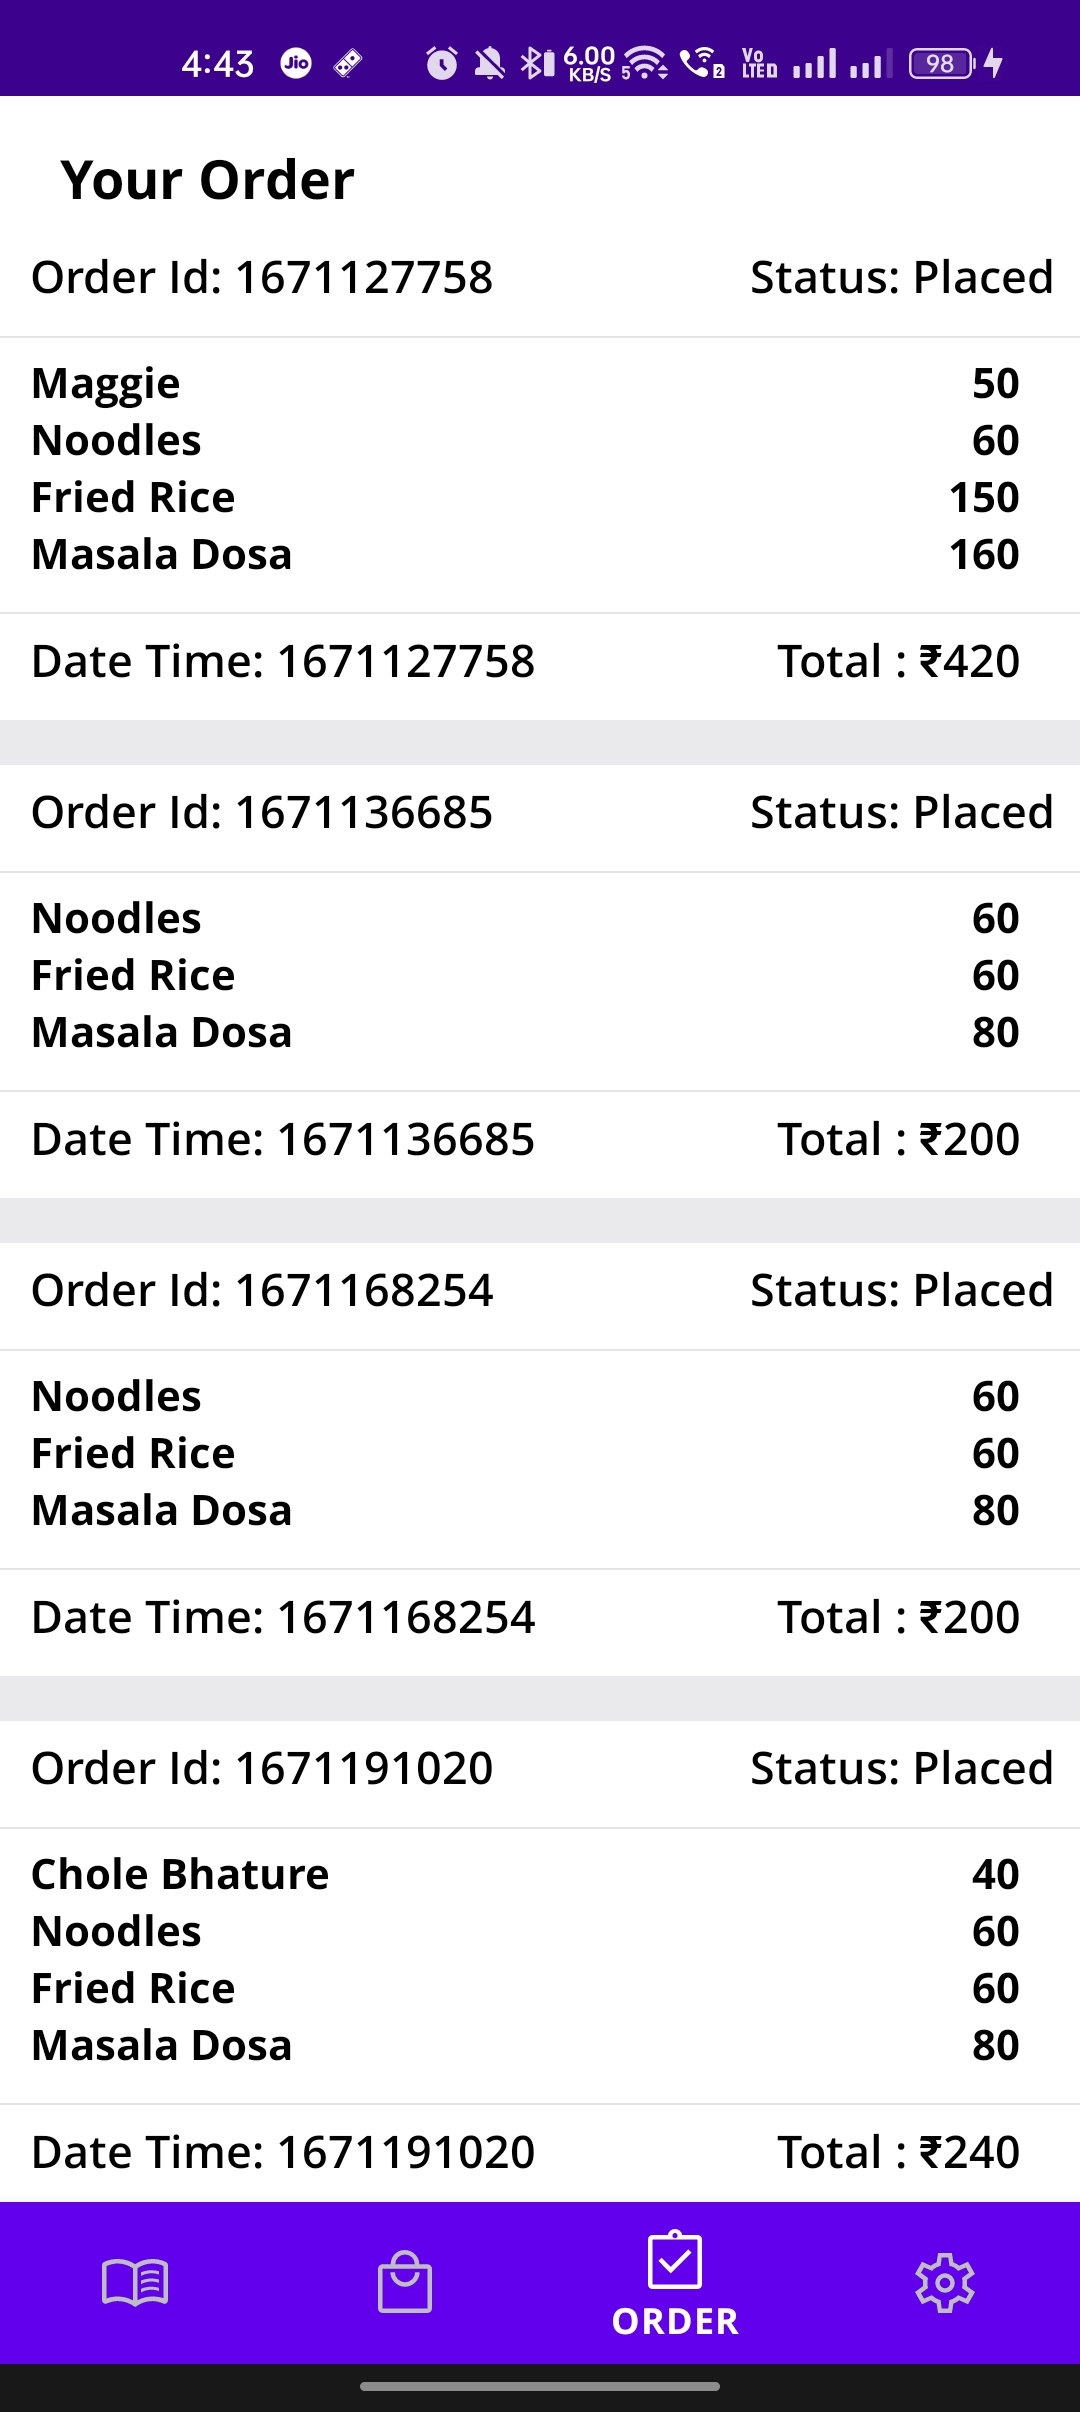 4:43 Jio 6.00 KB/S 5 2 Vo LTED 98
Your Order
Order Id: 1671127758 Status: Placed
Maggie 50
Noodles 60
Fried Rice 150
Masala Dosa 160
Date Time: 1671127758 Total : ₹420
Order Id: 1671136685 Status: Placed
Noodles 60
Fried Rice 60
Masala Dosa 80
Date Time: 1671136685 Total : ₹200
Order Id: 1671168254 Status: Placed
Noodles 60
Fried Rice 60
Masala Dosa 80
Date Time: 1671168254 Total : ₹200
Order Id: 1671191020 Status: Placed
Chole Bhature 40
Noodles 60
Fried Rice 60
Masala Dosa 80
Date Time: 1671191020 Total : ₹240
ORDER